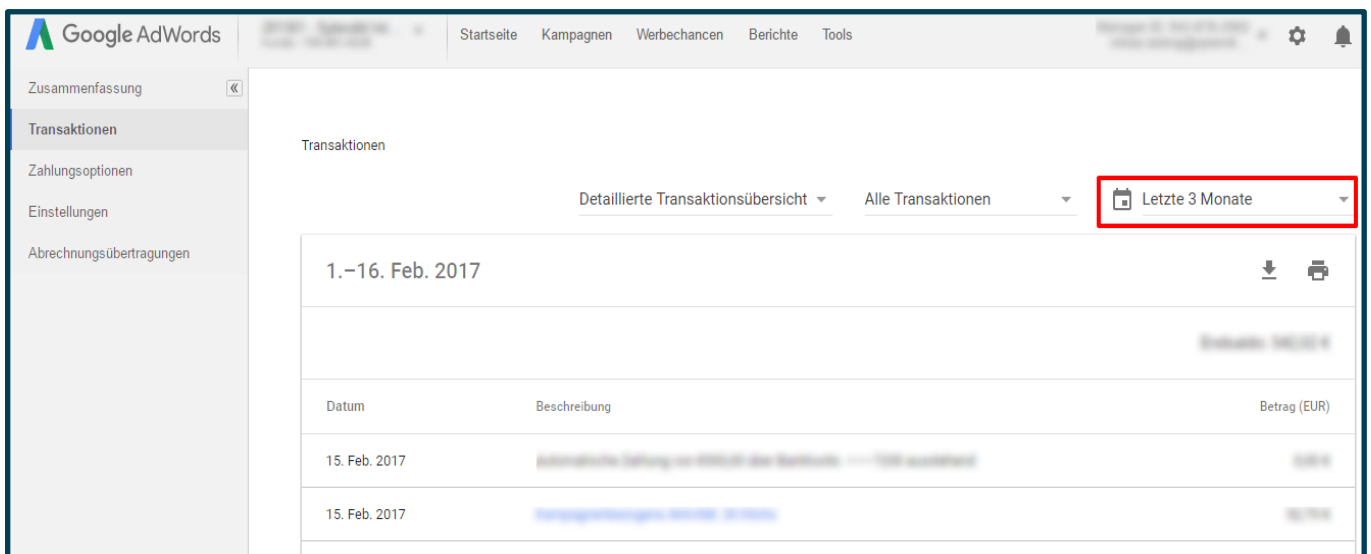 Google AdWords
Startseite Kampagnen Werbechancen Berichte Tools
Zusammenfassung
Transaktionen
Zahlungsoptionen
Einstellungen
Abrechnungsübertragungen
Transaktionen
Detaillierte Transaktionsübersicht Alle Transaktionen Letzte 3 Monate
1.–16. Feb. 2017
Datum Beschreibung Betrag (EUR)
15. Feb. 2017
15. Feb. 2017